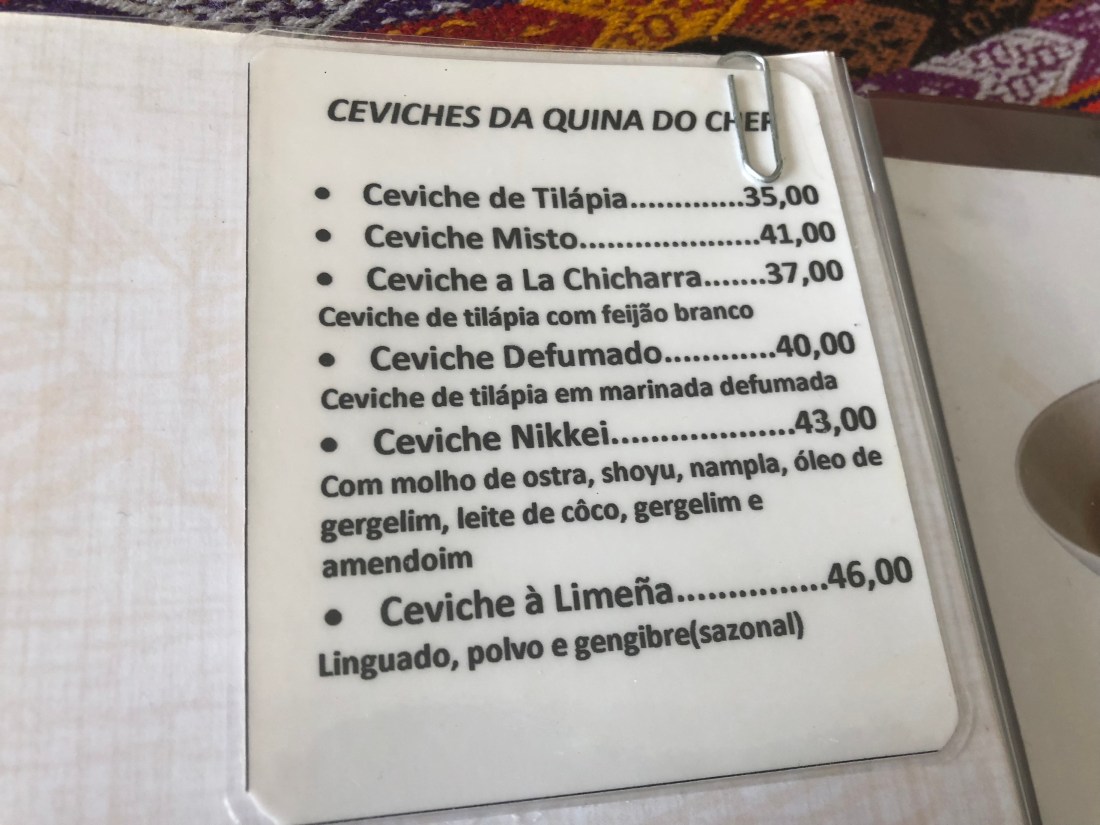 CEVICHES DA QUINA DO CHEF
• Ceviche de Tilápia.............35,00
• Ceviche Misto....................41,00
• Ceviche a La Chicharra.......37,00
Ceviche de tilápia com feijão branco
• Ceviche Defumado............40,00
Ceviche de tilápia em marinada defumada
• Ceviche Nikkei...................43,00
Com molho de ostra, shoyu, nampla, óleo de
gergelim, leite de côco, gergelim e
amendoim
• Ceviche à Limeña...............46,00
Linguado, polvo e gengibre(sazonal)